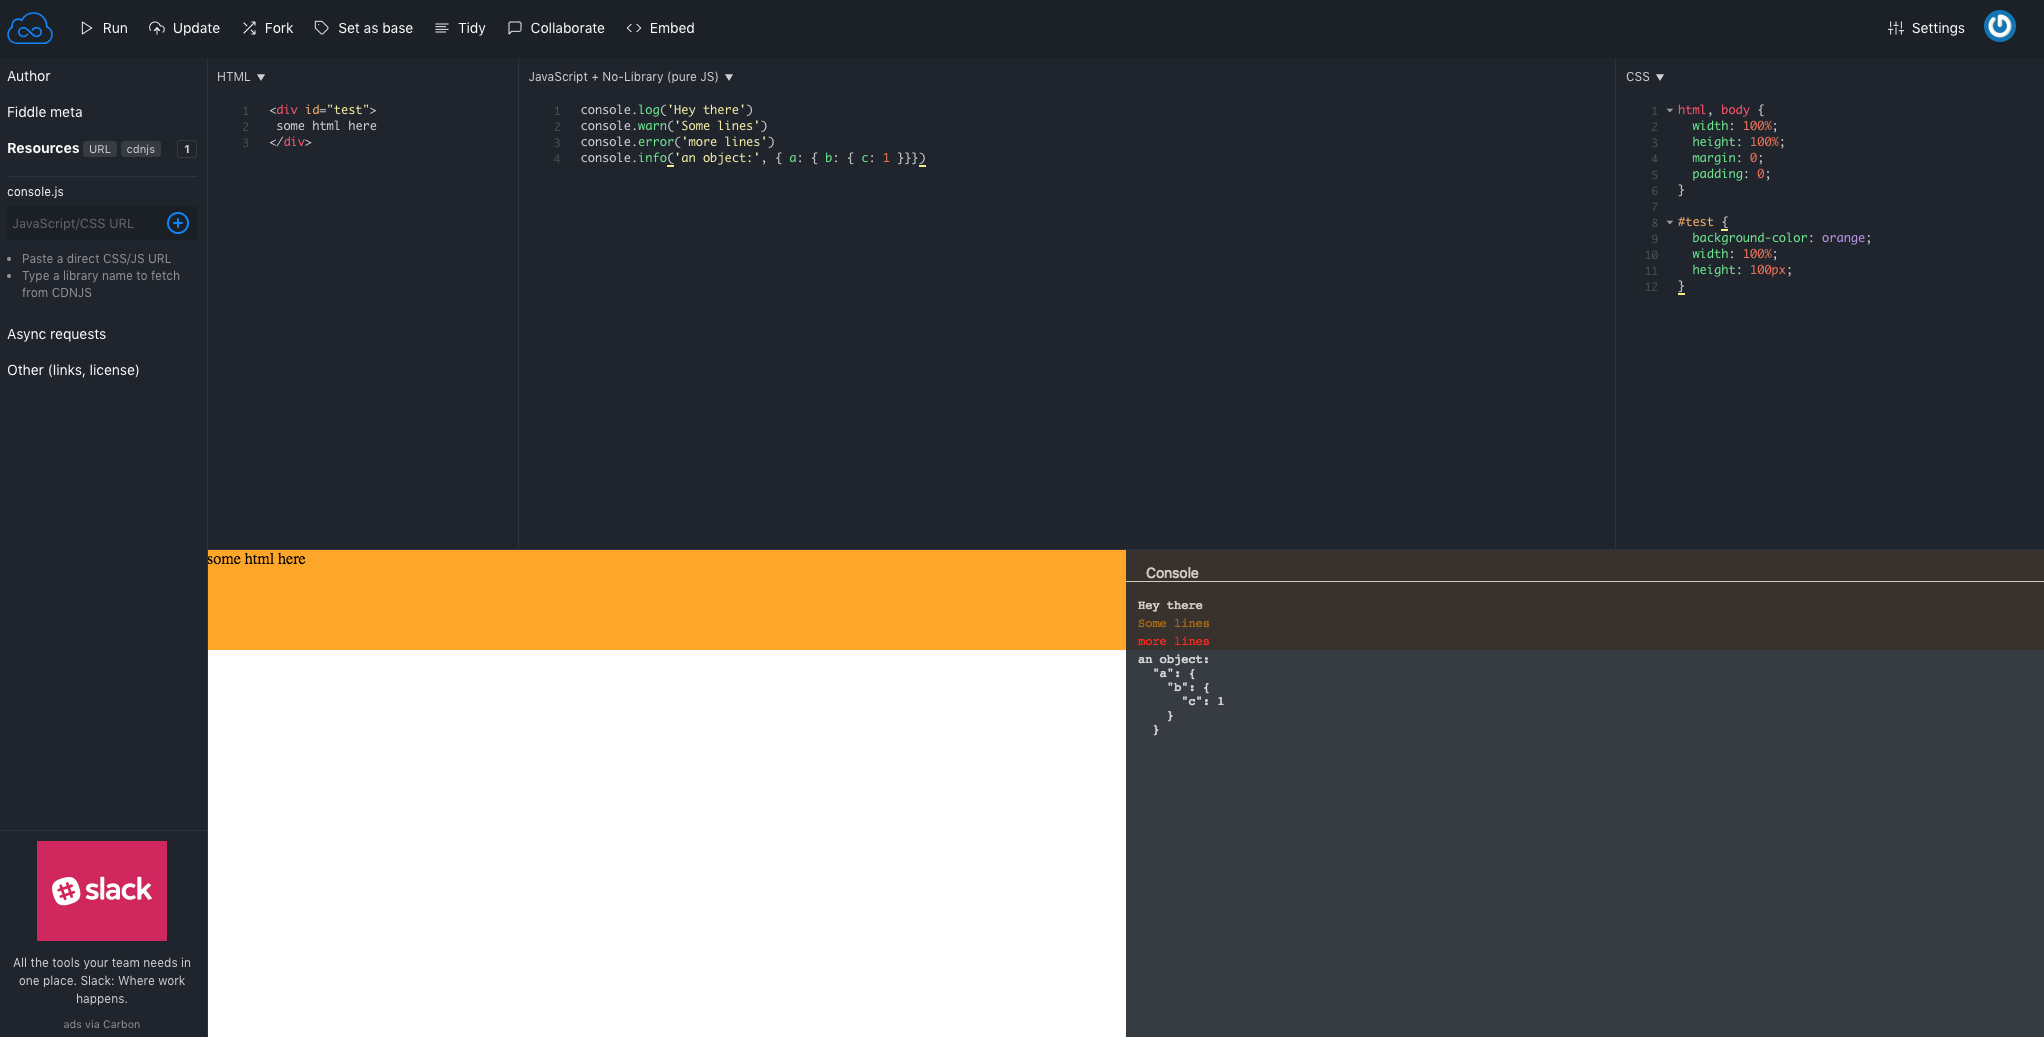 Run Update Fork Set as base Tidy Collaborate Embed Settings
Author
Fiddle meta
Resources URL cdnjs 1
console.js
JavaScript/CSS URL
• Paste a direct CSS/JS URL
• Type a library name to fetch
from CDNJS
Async requests
Other (links, license)
slack
All the tools your team needs in
one place. Slack: Where work
happens.
ads via Carbon
HTML ▼
1 <div id="test">
2 some html here
3 </div>
JavaScript + No-Library (pure JS) ▼
1 console.log('Hey there')
2 console.warn('Some lines')
3 console.error('more lines')
4 console.info('an object:', { a: { b: { c: 1 }}})
CSS ▼
1 html, body {
2 width: 100%;
3 height: 100%;
4 margin: 0;
5 padding: 0;
6 }
7
8 #test {
9 background-color: orange;
10 width: 100%;
11 height: 100px;
12 }
some html here
Console
Hey there
Some lines
more lines
an object:
"a": {
"b": {
"c": 1
}
}